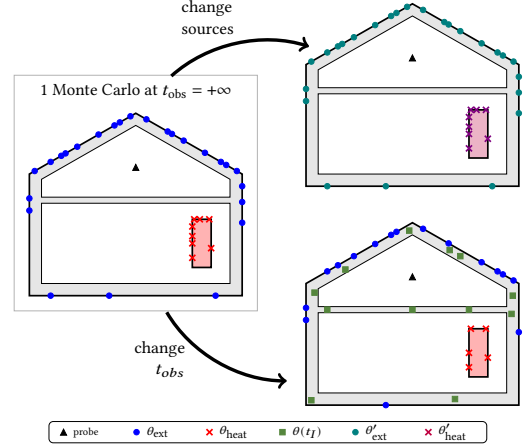 change
sources
1 Monte Carlo at t_obs = +∞
change
t_obs
probe θ_ext θ_heat θ(t_I) θ′_ext θ′_heat